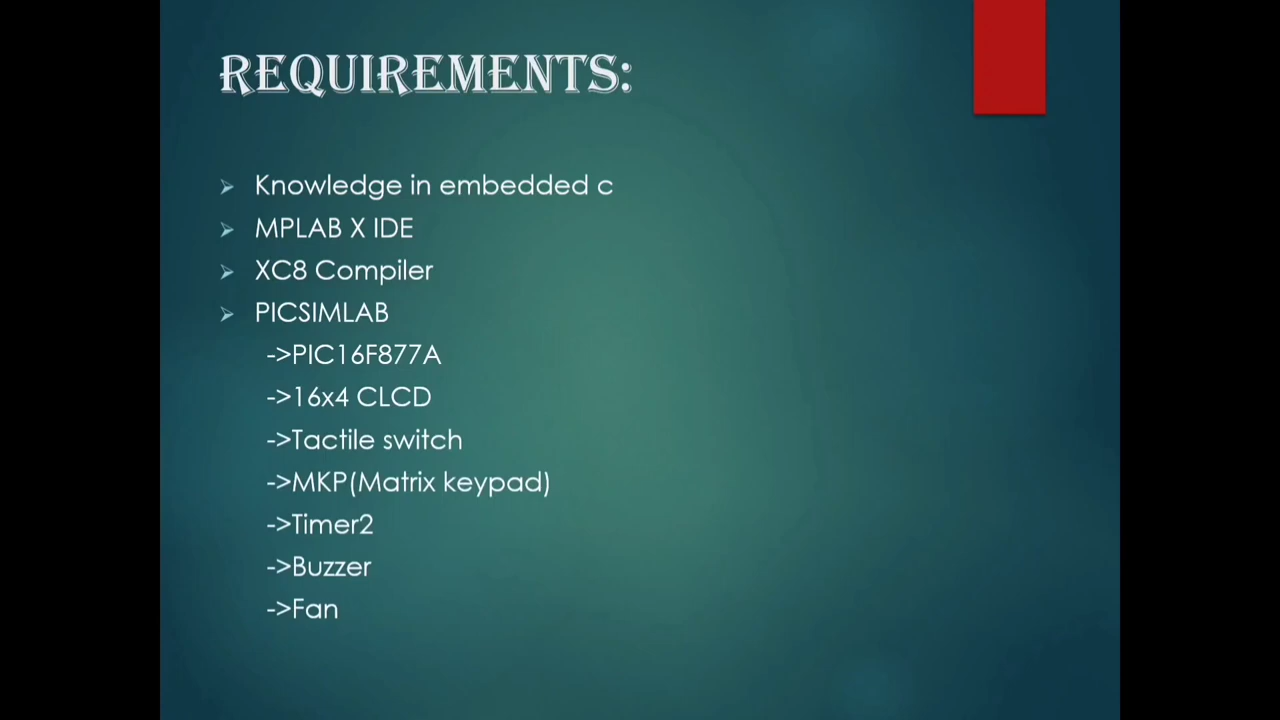 REQUIREMENTS:
Knowledge in embedded c
MPLAB X IDE
XC8 Compiler
PICSIMLAB
->PIC16F877A
->16x4 CLCD
->Tactile switch
->MKP(Matrix keypad)
->Timer2
->Buzzer
->Fan